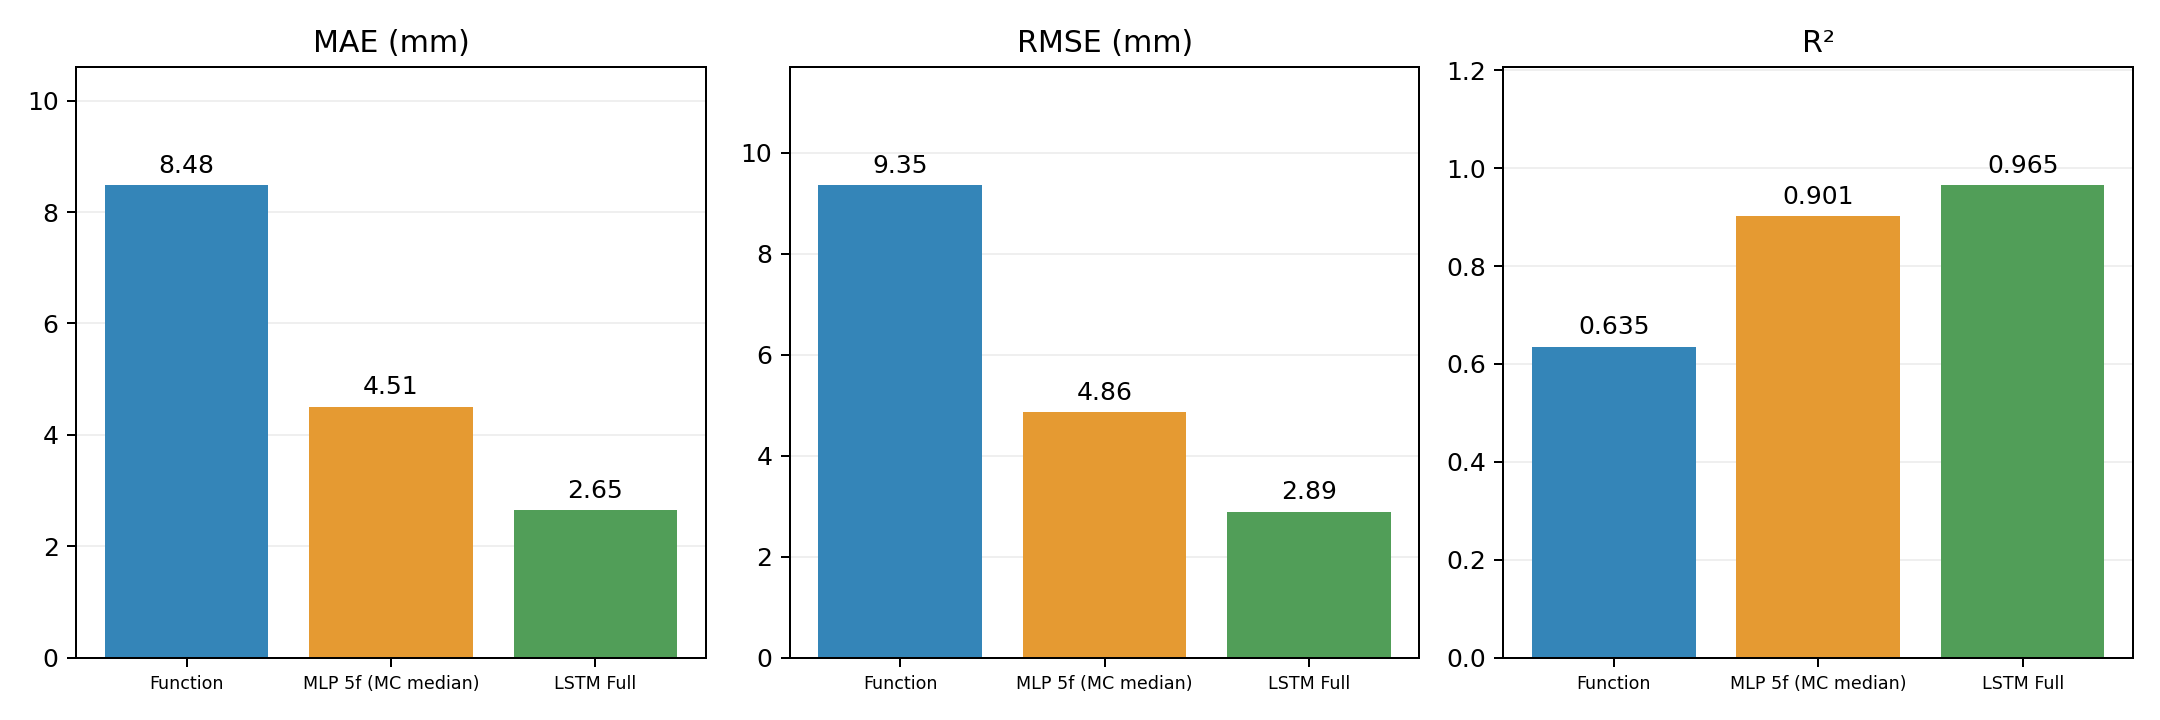 MAE (mm)
10
8
6
4
2
0
8.48
4.51
2.65
Function
MLP 5f (MC median)
LSTM Full
RMSE (mm)
10
8
6
4
2
0
9.35
4.86
2.89
Function
MLP 5f (MC median)
LSTM Full
R²
1.2
1.0
0.8
0.6
0.4
0.2
0.0
0.635
0.901
0.965
Function
MLP 5f (MC median)
LSTM Full